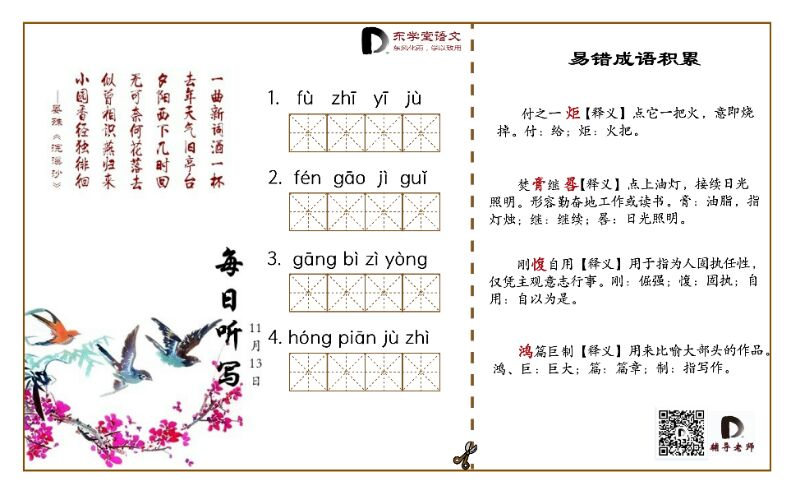 一曲新词酒一杯
去年天气旧亭台
夕阳西下几时回
无可奈何花落去
似曾相识燕归来
小园香径独徘徊
——晏殊《浣溪沙》
每日听写
11月13日
东学堂语文
东风化雨，学以致用
1. fù zhī yī jù
2. fén gāo jì guǐ
3. gāng bì zì yòng
4. hóng piān jù zhì
易错成语积累
付之一 炬【释义】点它一把火，意即烧
掉。付：给；炬：火把。
焚膏继 晷【释义】点上油灯，接续日光
照明。形容勤奋地工作或读书。膏：油脂，指
灯烛；继：继续；晷：日光照明。
刚愎自用【释义】用于指为人固执任性，
仅凭主观意志行事。刚：倔强；愎：固执；自
用：自以为是。
鸿篇巨制【释义】用来比喻大部头的作品。
鸿、巨：巨大；篇：篇章；制：指写作。
辅导老师